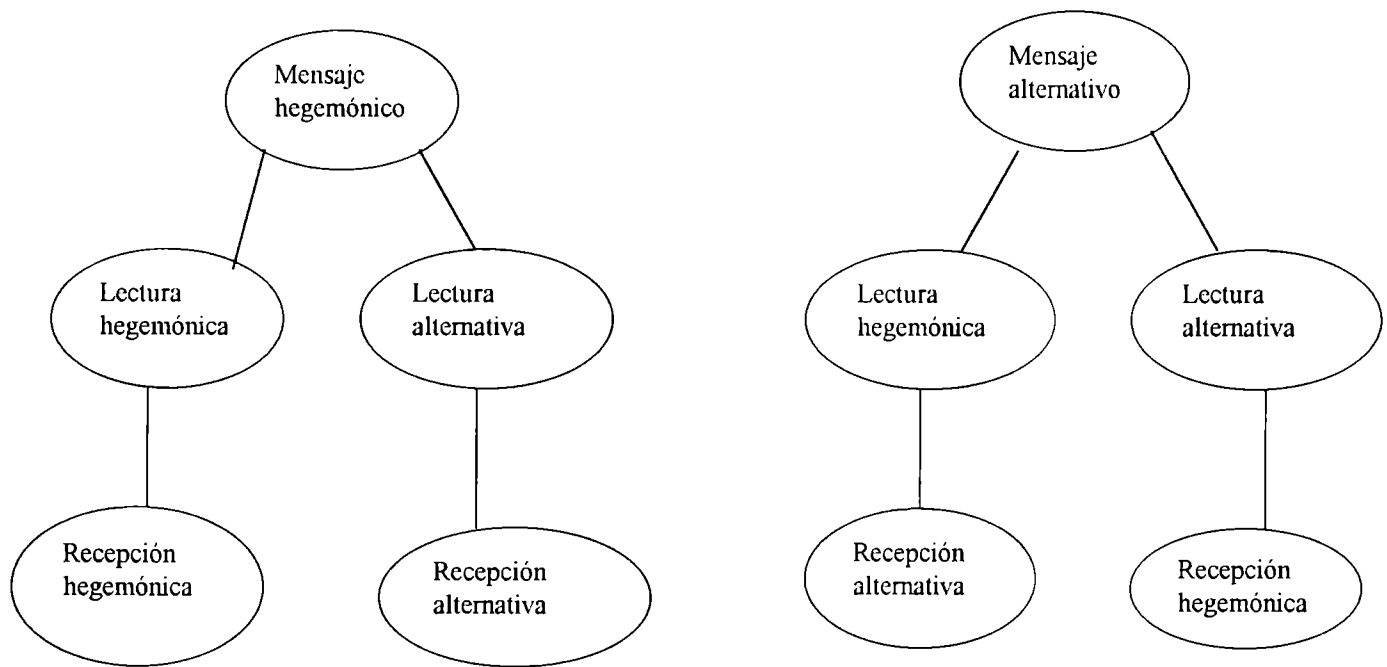 Mensaje
hegemónico
Mensaje
alternativo
Lectura
hegemónica
Lectura
alternativa
Lectura
hegemónica
Lectura
alternativa
Recepción
hegemónica
Recepción
alternativa
Recepción
alternativa
Recepción
hegemónica